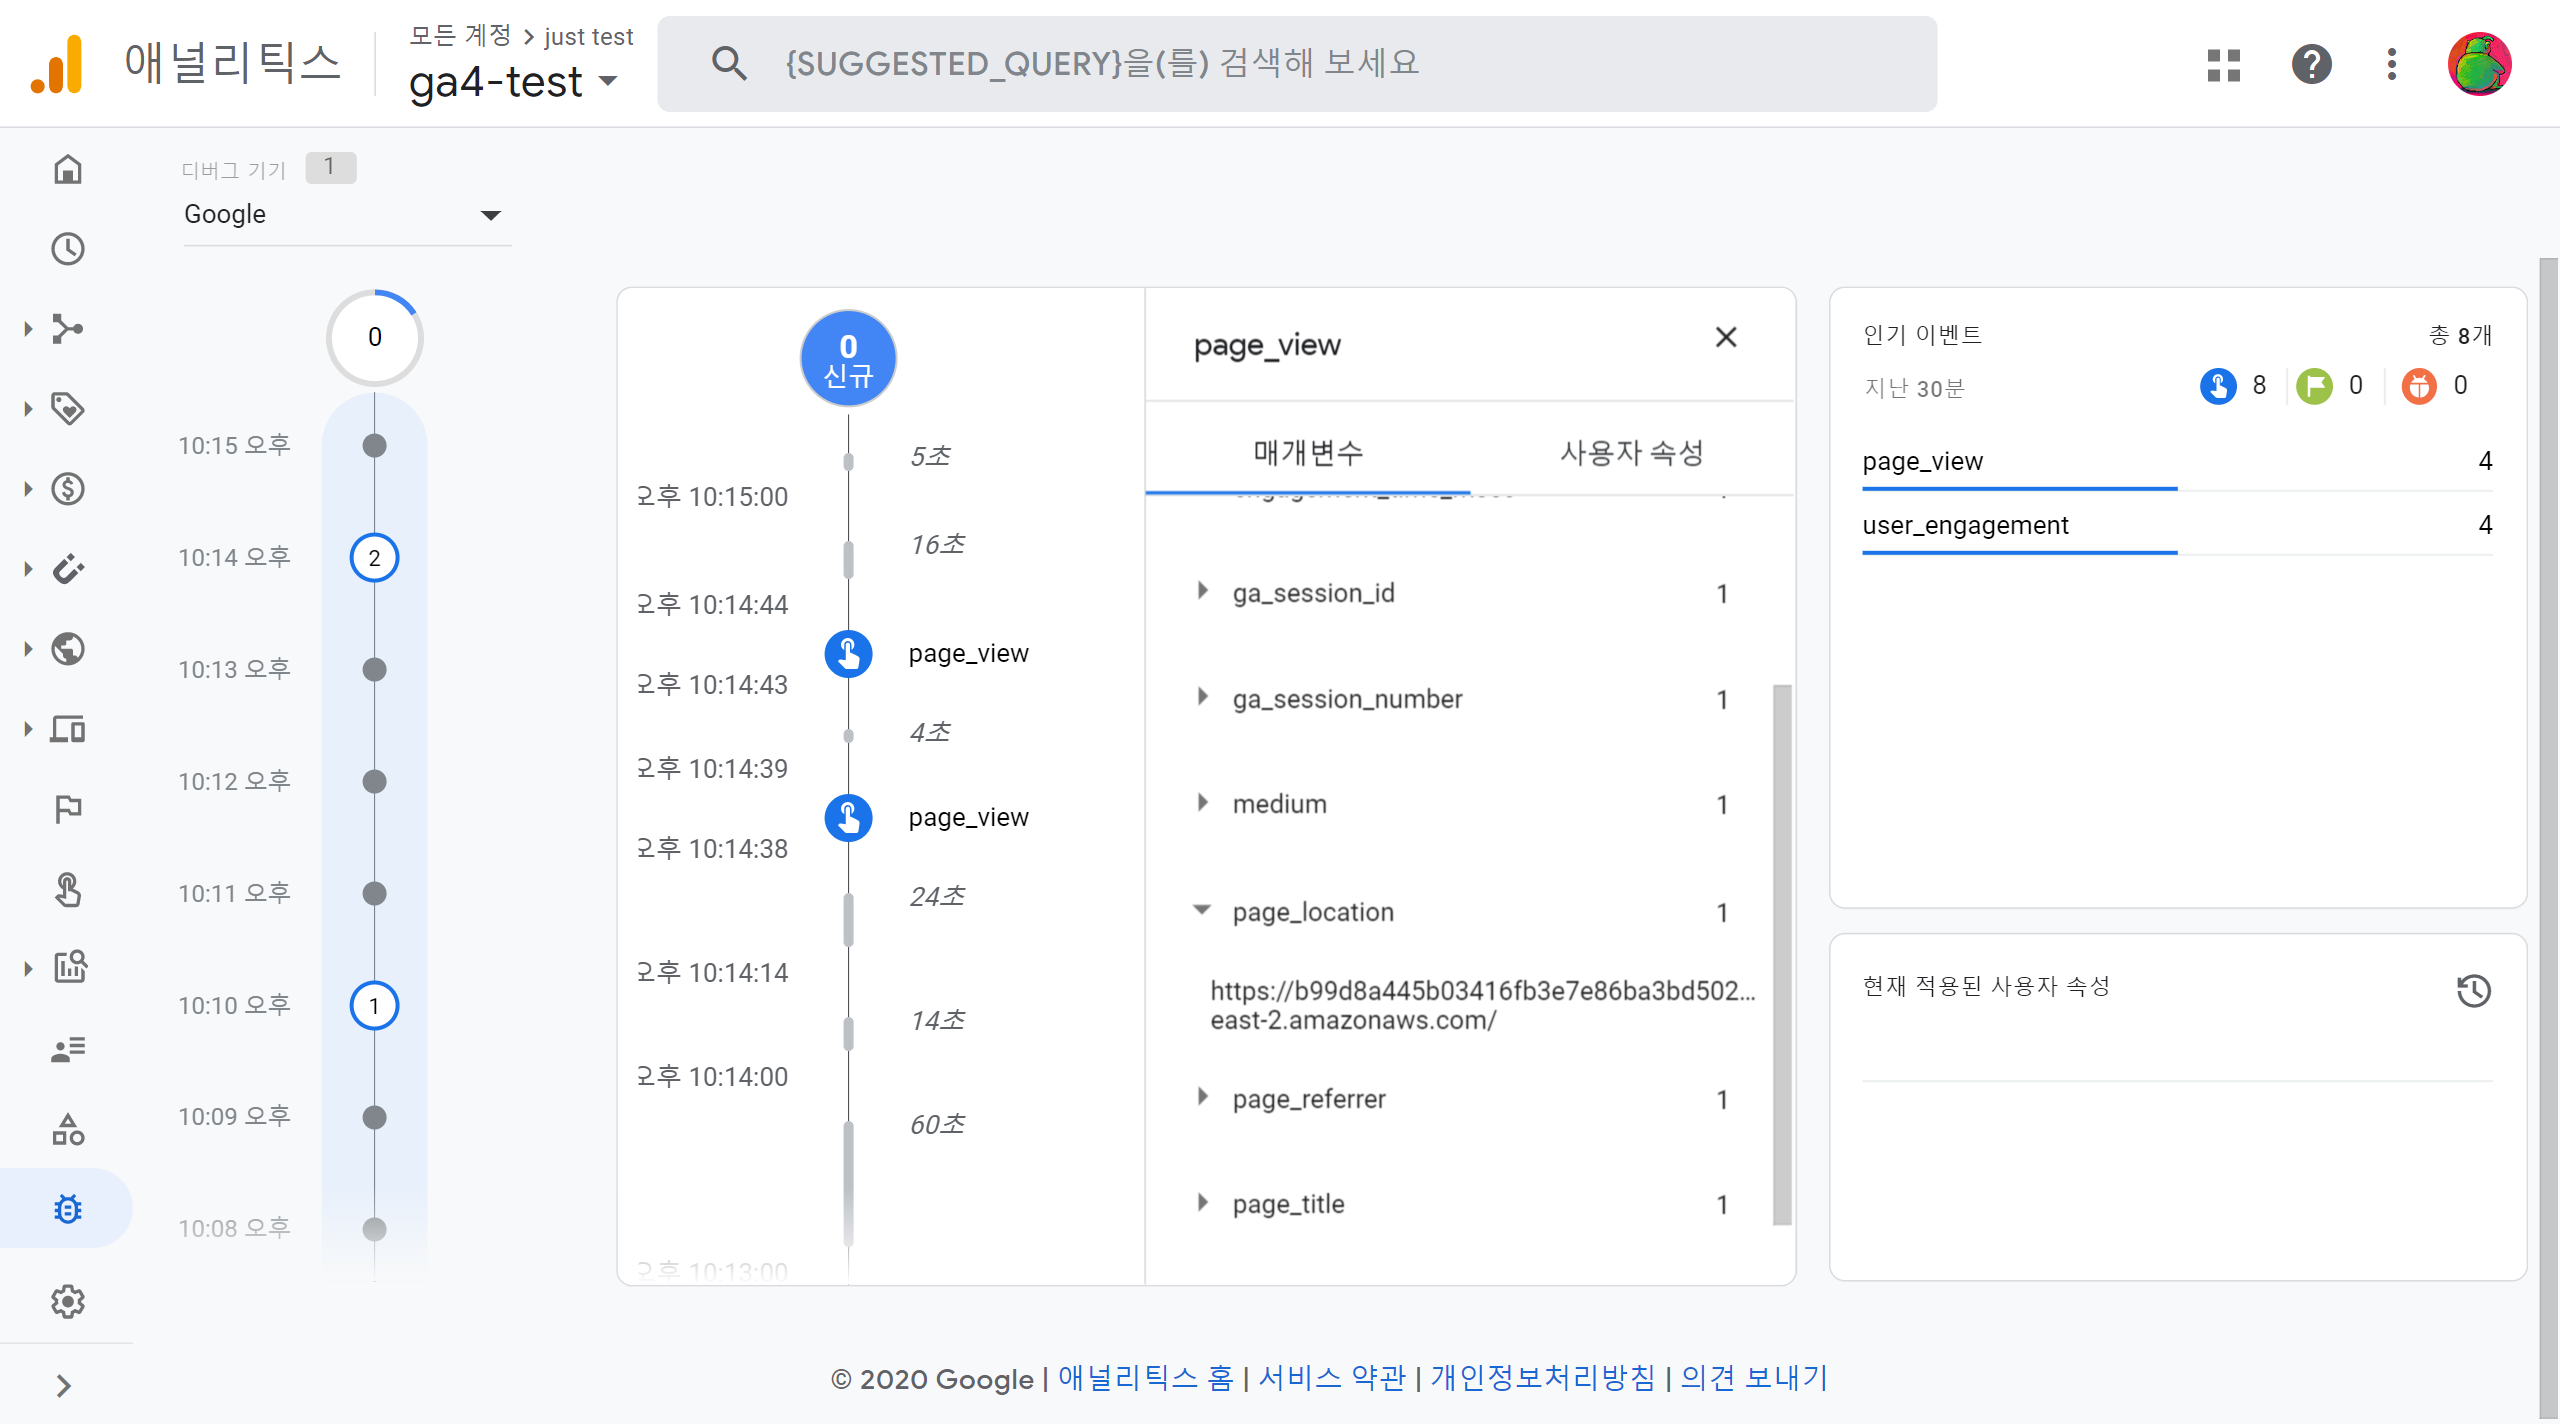 애널리틱스
모든 계정 > just test
ga4-test
{SUGGESTED_QUERY}을(를) 검색해 보세요
디버그 기기 1
Google
0
10:15 오후
10:14 오후 2
10:13 오후
10:12 오후
10:11 오후
10:10 오후 1
10:09 오후
10:08 오후
0
신규
5초
오후 10:15:00
16초
오후 10:14:44
page_view
오후 10:14:43
4초
오후 10:14:39
page_view
오후 10:14:38
24초
오후 10:14:14
14초
오후 10:14:00
60초
오후 10:13:00
page_view
매개변수 사용자 속성
ga_session_id 1
ga_session_number 1
medium 1
page_location 1
https://b99d8a445b03416fb3e7e86ba3bd502...
east-2.amazonaws.com/
page_referrer 1
page_title 1
인기 이벤트 총 8개
지난 30분 8 0 0
page_view 4
user_engagement 4
현재 적용된 사용자 속성
© 2020 Google | 애널리틱스 홈 | 서비스 약관 | 개인정보처리방침 | 의견 보내기